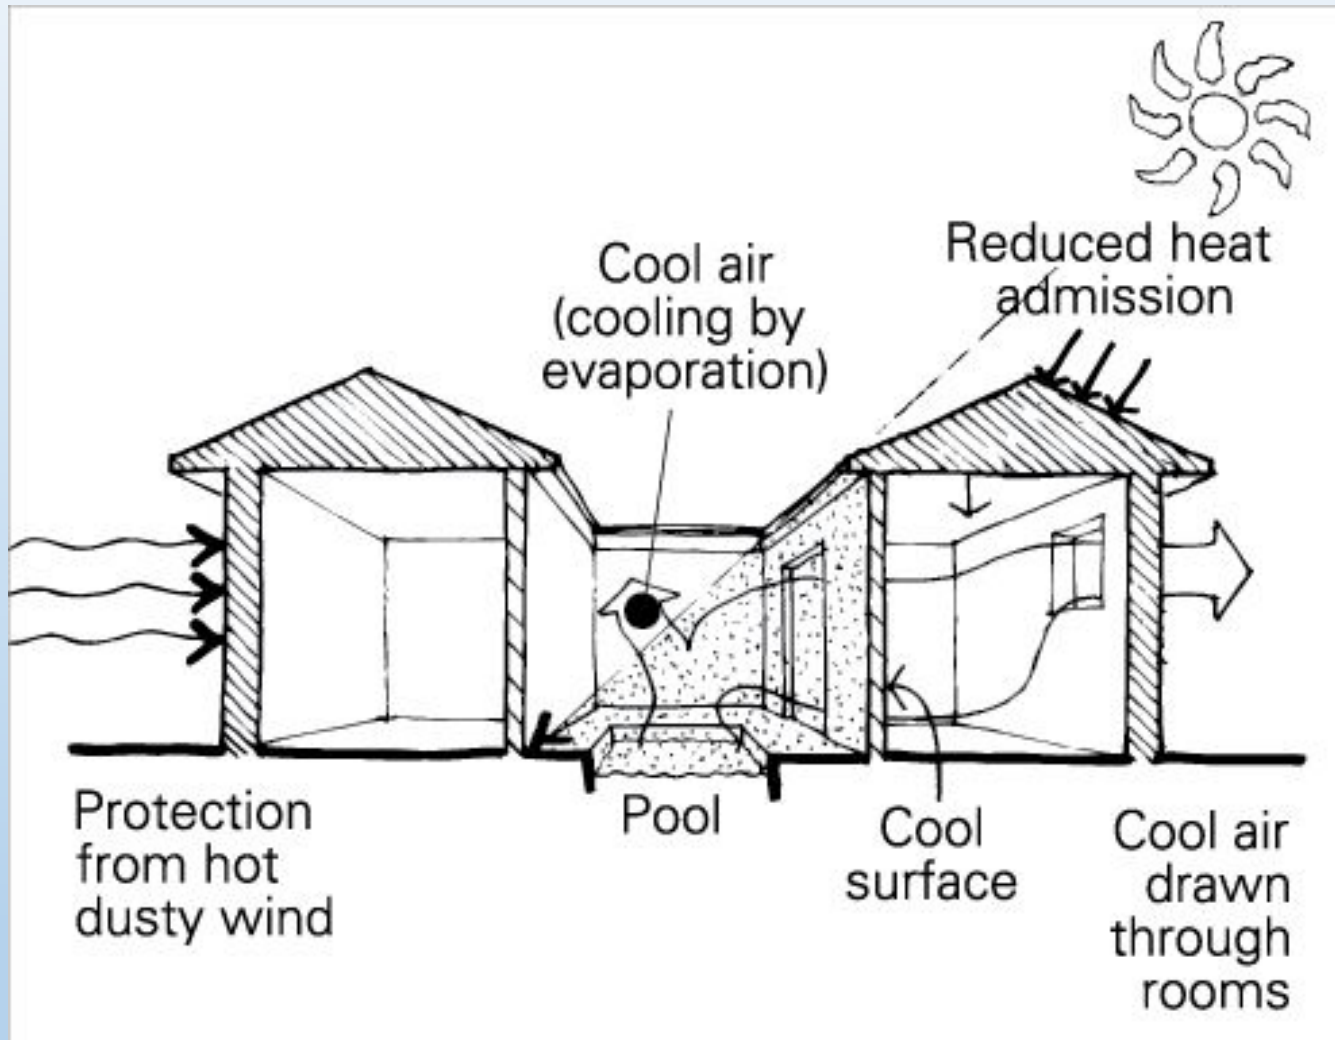 Reduced heat
admission
Cool air
(cooling by
evaporation)
Protection
from hot
dusty wind
Pool
Cool
surface
Cool air
drawn
through
rooms